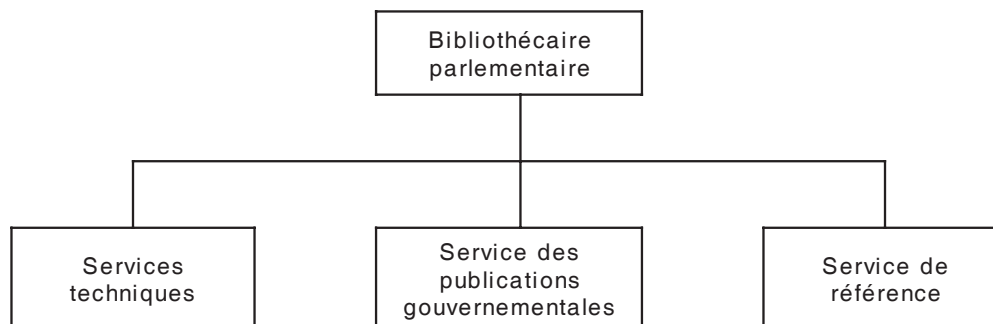 Bibliothécaire
parlementaire
Services
techniques
Service des
publications
gouvernementales
Service de
référence